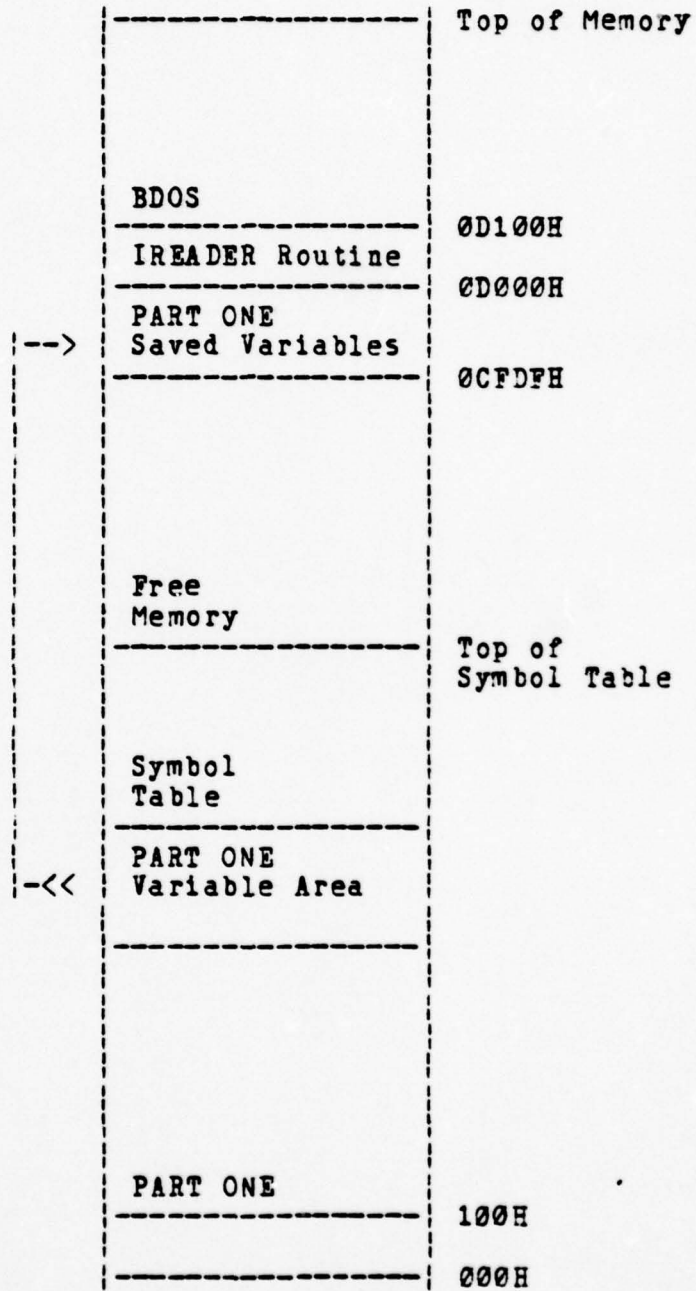 Top of Memory
BDOS
0D100H
IREADER Routine
0D000H
PART ONE
Saved Variables
-->
0CFDFH
Free
Memory
Top of
Symbol Table
Symbol
Table
PART ONE
Variable Area
-<<
PART ONE
100H
000H